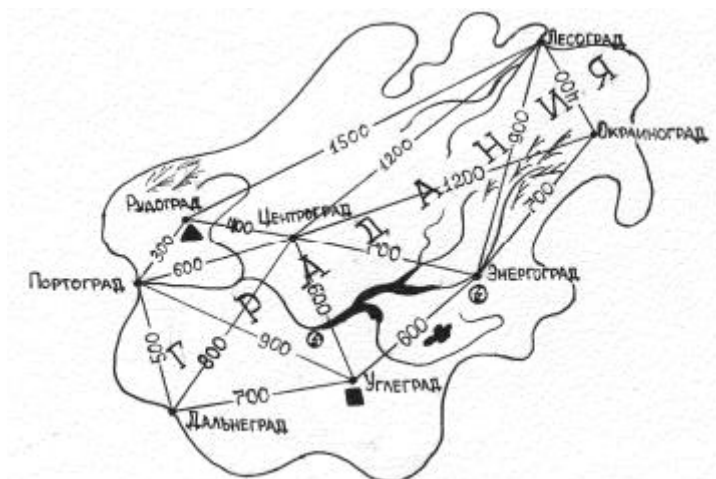 Лесоград
400
Окраиноград
1500
1200
900
1200
700
Рудоград
400
Центроград
300
600
700
Портоград
Энергоград
600
500
800
900
600
700
Углеград
Дальнеград
ГРАДАНИЯ